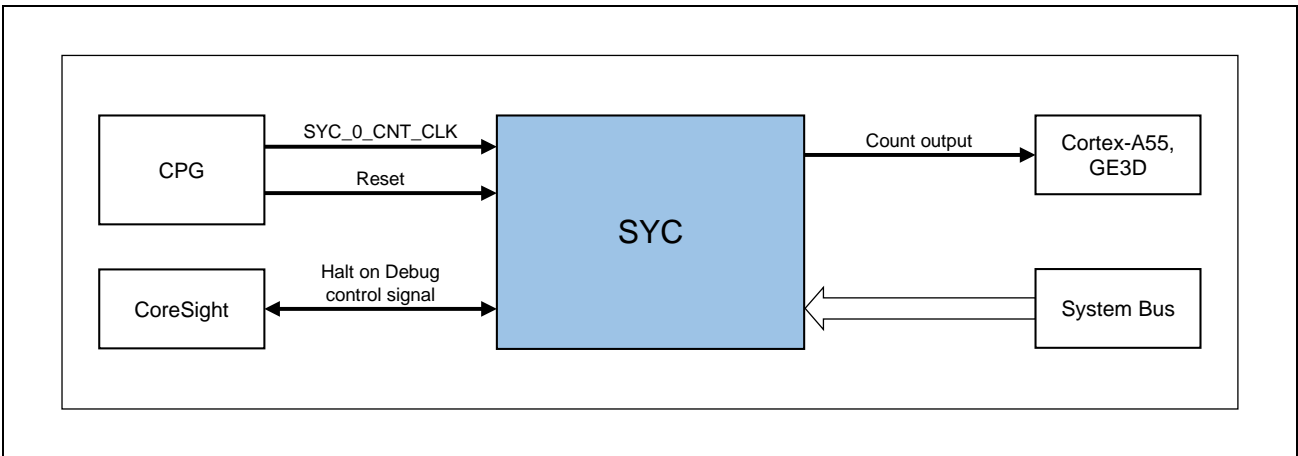 CPG
SYC_0_CNT_CLK
Reset
CoreSight
Halt on Debug
control signal
SYC
Count output
Cortex-A55,
GE3D
System Bus